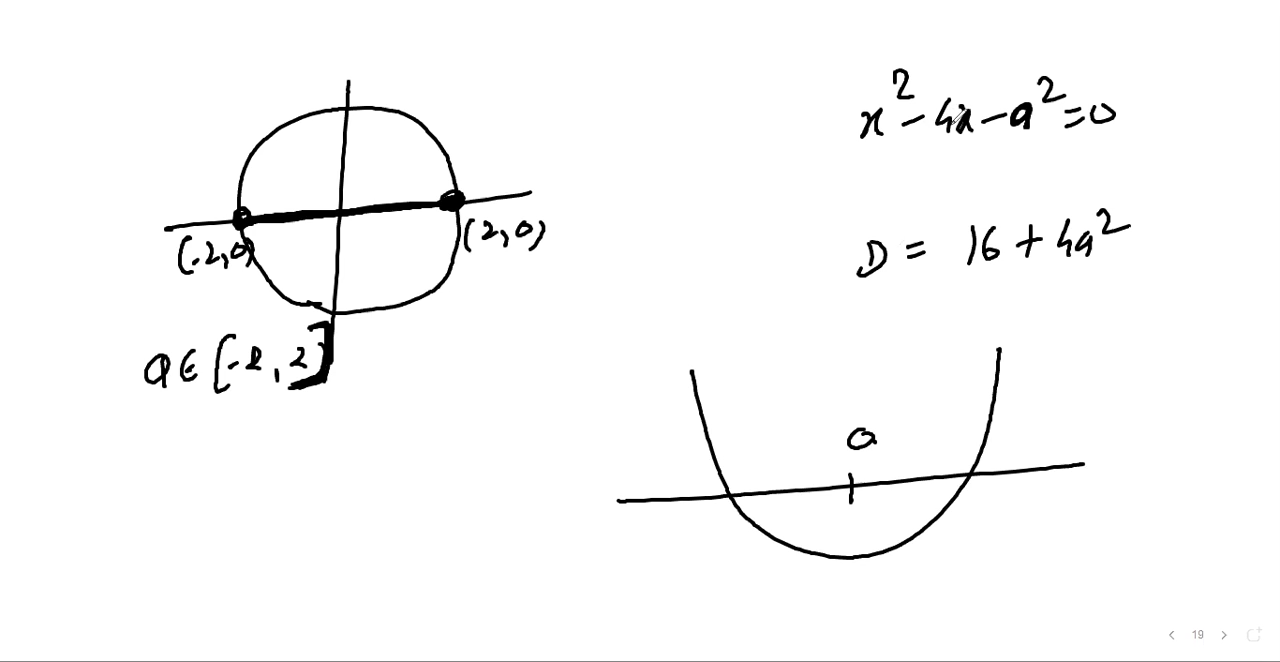 x² - 4x - a² = 0
(-2,0)
(2,0)
D = 16 + 4a²
a ∈ [-2, 2]
a
19